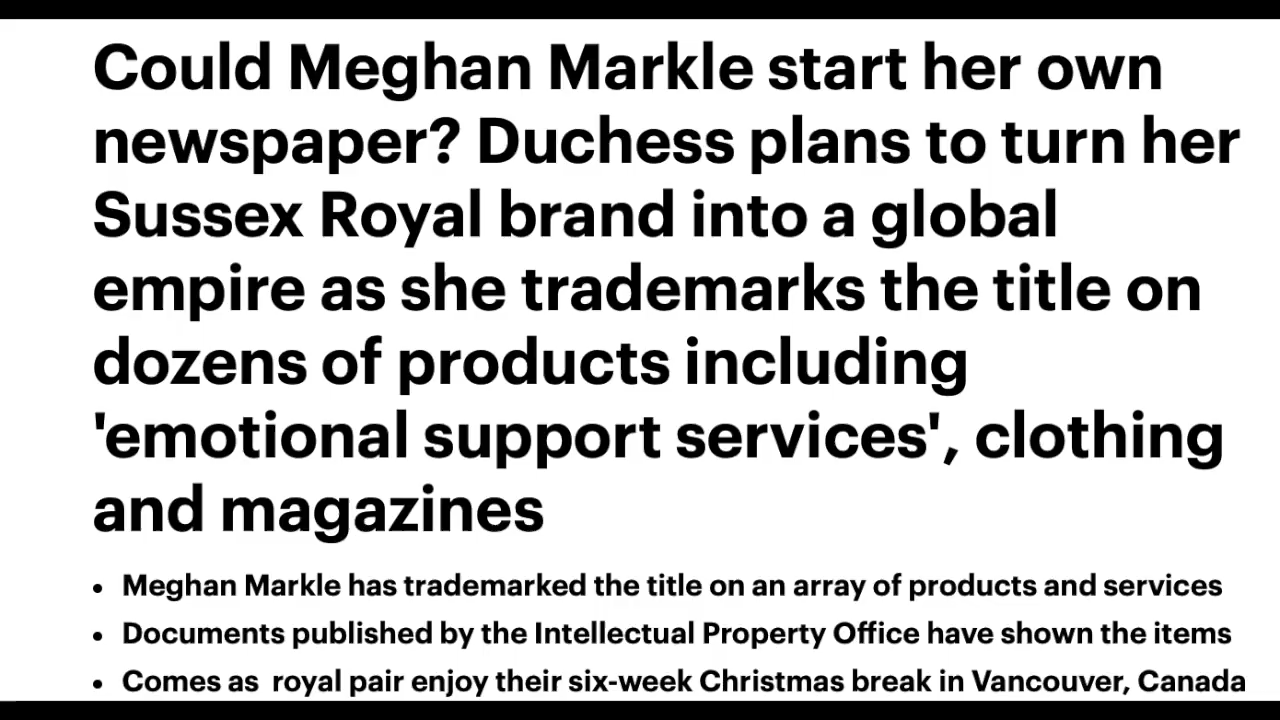 Could Meghan Markle start her own
newspaper? Duchess plans to turn her
Sussex Royal brand into a global
empire as she trademarks the title on
dozens of products including
'emotional support services', clothing
and magazines
• Meghan Markle has trademarked the title on an array of products and services
• Documents published by the Intellectual Property Office have shown the items
• Comes as royal pair enjoy their six-week Christmas break in Vancouver, Canada